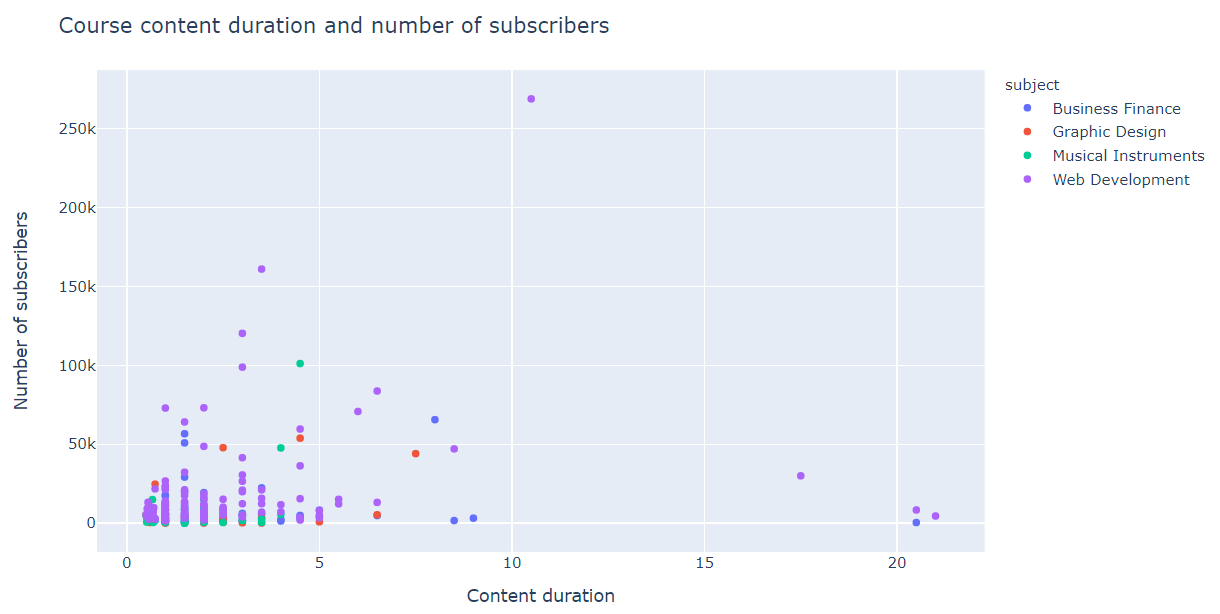 Course content duration and number of subscribers
subject
Business Finance
Graphic Design
Musical Instruments
Web Development
Number of subscribers
250k
200k
150k
100k
50k
0
0
5
10
15
20
Content duration